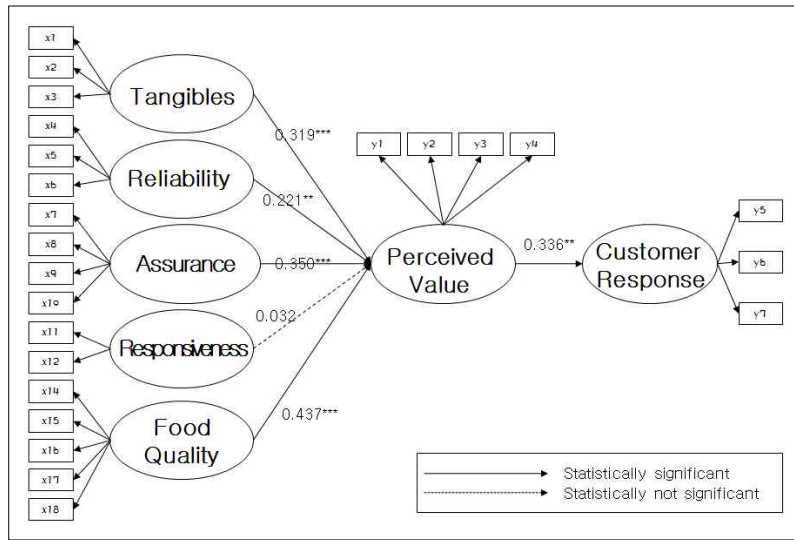 x1
x2
x3
x4
x5
x6
x7
x8
x9
x10
x11
x12
x14
x15
x16
x17
x18
Tangibles
Reliability
Assurance
Responsiveness
Food
Quality
0.319***
0.221**
0.350***
0.032
0.437***
y1
y2
y3
y4
Perceived
Value
0.336**
Customer
Response
y5
y6
y7
Statistically significant
Statistically not significant